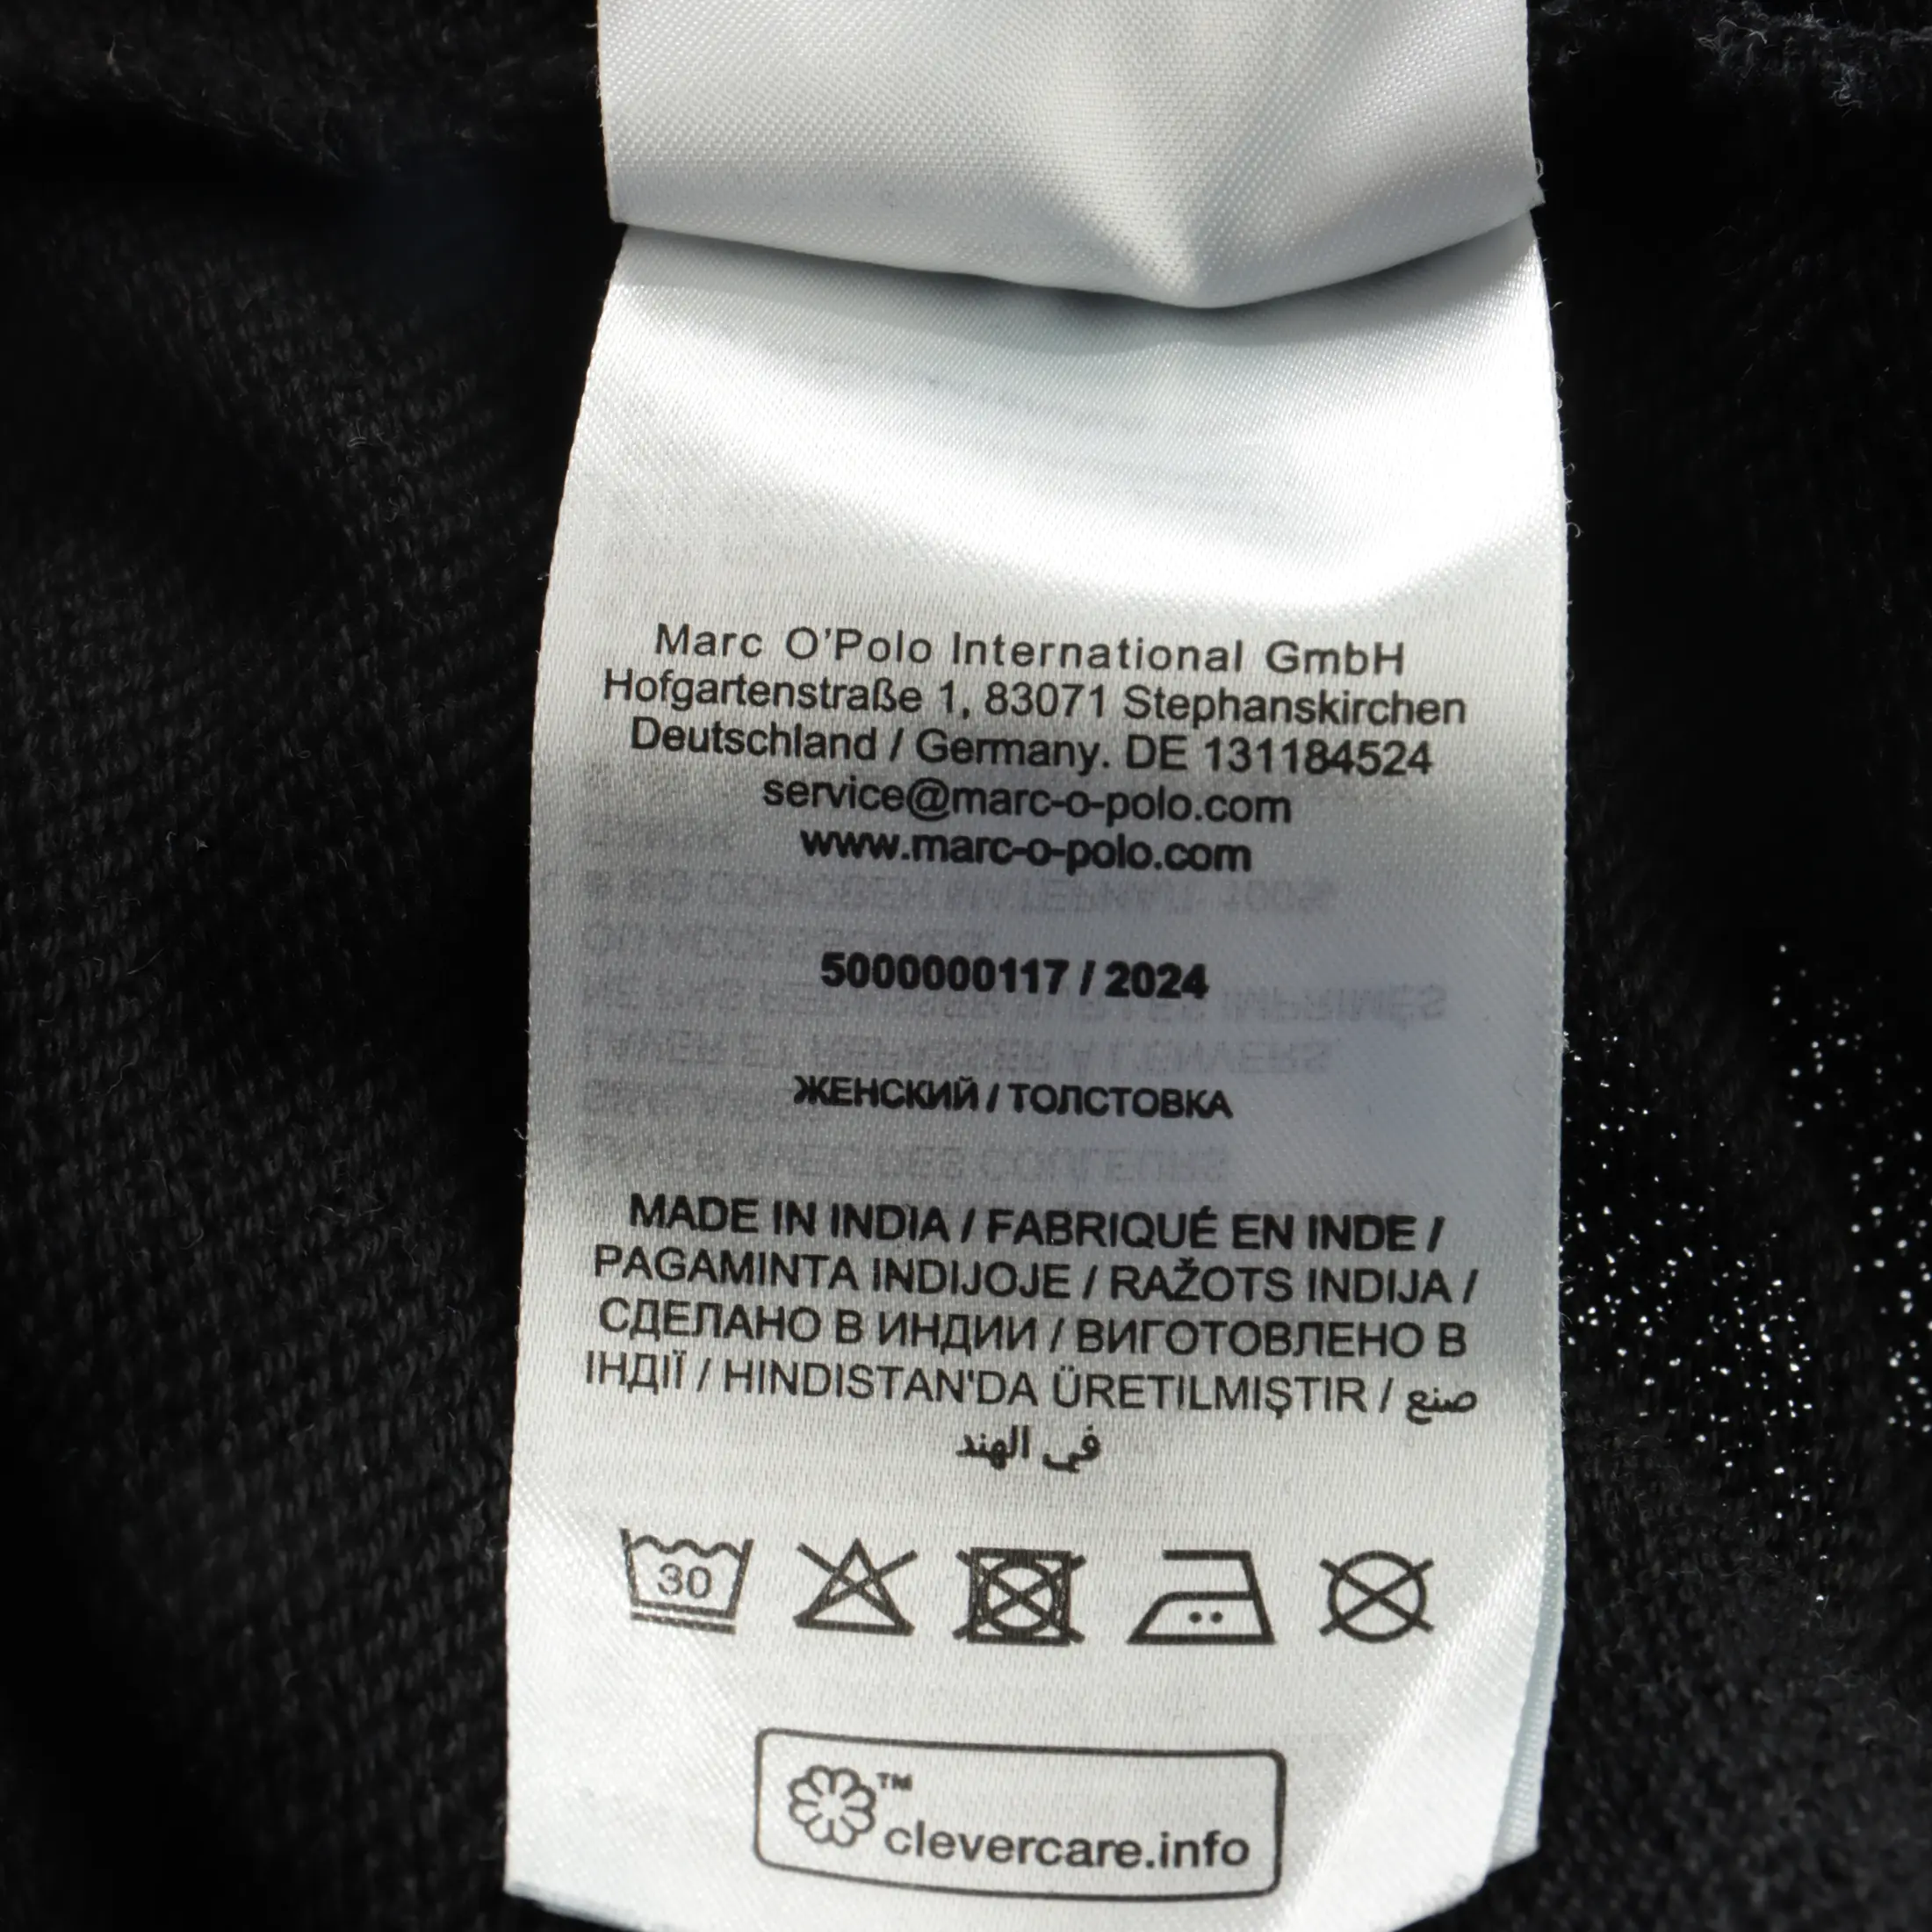 Marc O'Polo International GmbH
Hofgartenstraße 1, 83071 Stephanskirchen
Deutschland / Germany. DE 131184524
service@marc-o-polo.com
www.marc-o-polo.com
5000000117 / 2024
ЖЕНСКИЙ / ТОЛСТОВКА
MADE IN INDIA / FABRIQUÉ EN INDE /
PAGAMINTA INDIJOJE / RAŽOTS INDIJA /
СДЕЛАНО В ИНДИИ / ВИГОТОВЛЕНО В
ІНДІЇ / HINDISTAN'DA ÜRETILMIŞTIR / صنع
في الهند
30
™
clevercare.info